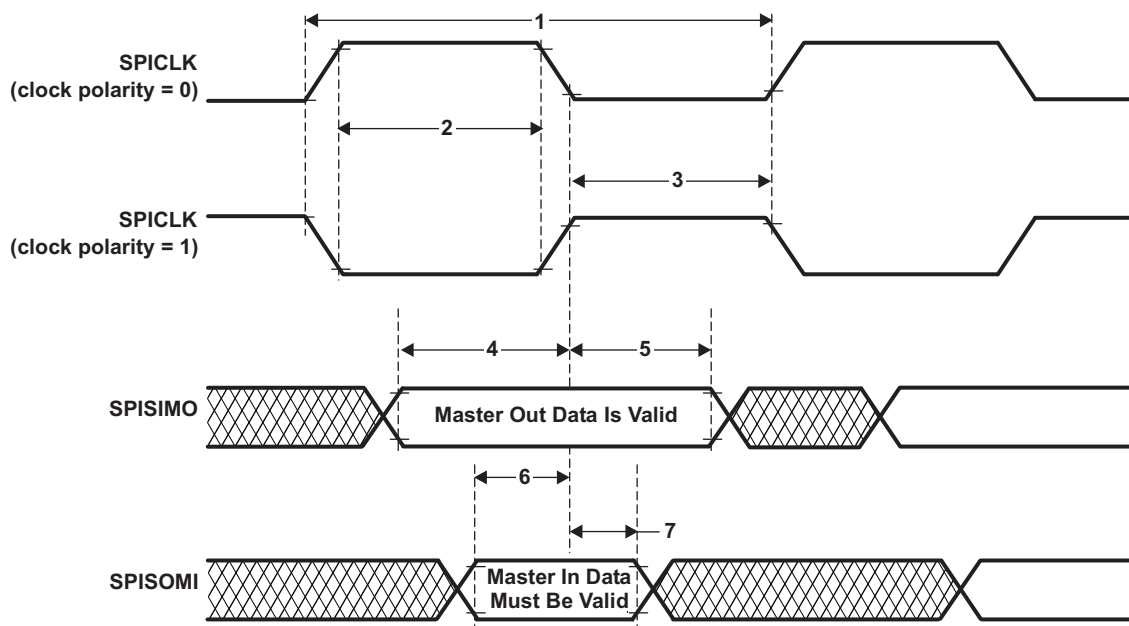 1
SPICLK
(clock polarity = 0)
2
3
SPICLK
(clock polarity = 1)
4
5
SPISIMO
Master Out Data Is Valid
6
7
SPISOMI
Master In Data
Must Be Valid